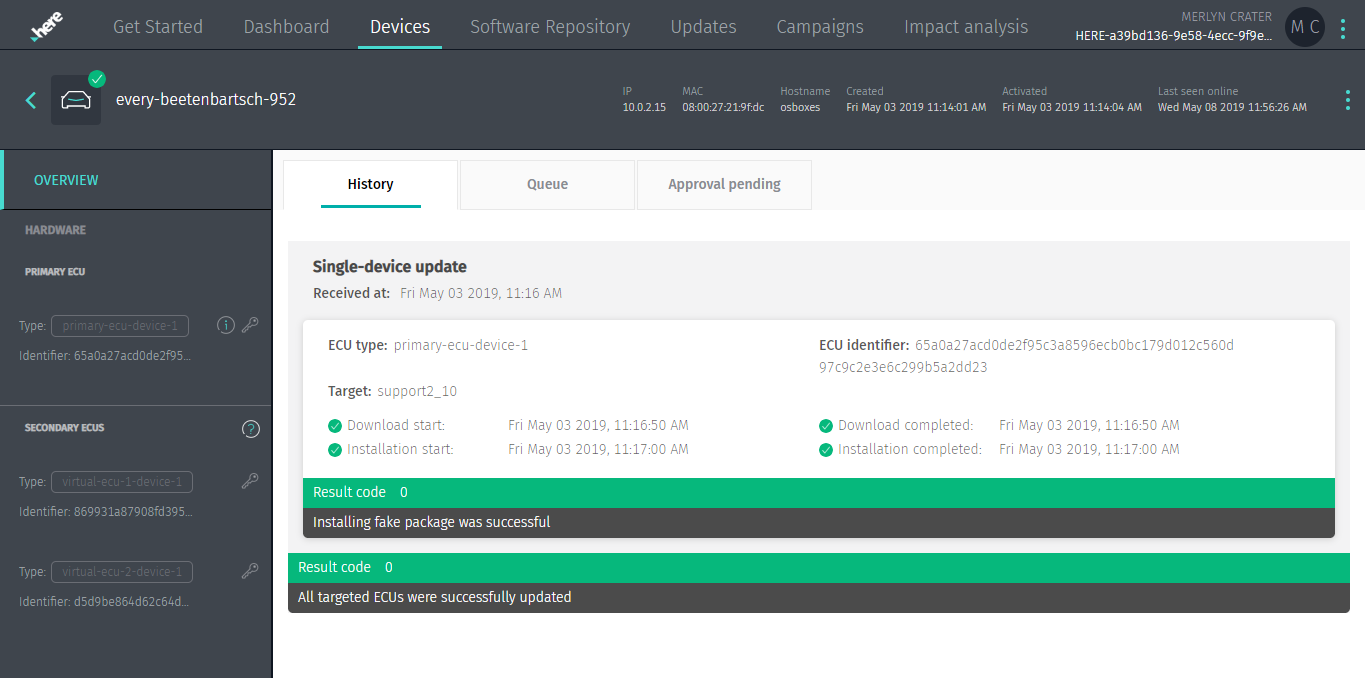 here
Get Started
Dashboard
Devices
Software Repository
Updates
Campaigns
Impact analysis
MERLYN CRATER
HERE-a39bd136-9e58-4ecc-9f9e...
M C
every-beetenbartsch-952
IP
10.0.2.15
MAC
08:00:27:21:9f:dc
Hostname
osboxes
Created
Fri May 03 2019 11:14:01 AM
Activated
Fri May 03 2019 11:14:04 AM
Last seen online
Wed May 08 2019 11:56:26 AM
OVERVIEW
HARDWARE
PRIMARY ECU
Type: primary-ecu-device-1
Identifier: 65a0a27acd0de2f95...
SECONDARY ECUS
?
Type: virtual-ecu-1-device-1
Identifier: 869931a87908fd395...
Type: virtual-ecu-2-device-1
Identifier: d5d9be864d62c64d...
History
Queue
Approval pending
Single-device update
Received at: Fri May 03 2019, 11:16 AM
ECU type: primary-ecu-device-1
ECU identifier: 65a0a27acd0de2f95c3a8596ecb0bc179d012c560d
97c9c2e3e6c299b5a2dd23
Target: support2_10
Download start: Fri May 03 2019, 11:16:50 AM
Download completed: Fri May 03 2019, 11:16:50 AM
Installation start: Fri May 03 2019, 11:17:00 AM
Installation completed: Fri May 03 2019, 11:17:00 AM
Result code 0
Installing fake package was successful
Result code 0
All targeted ECUs were successfully updated